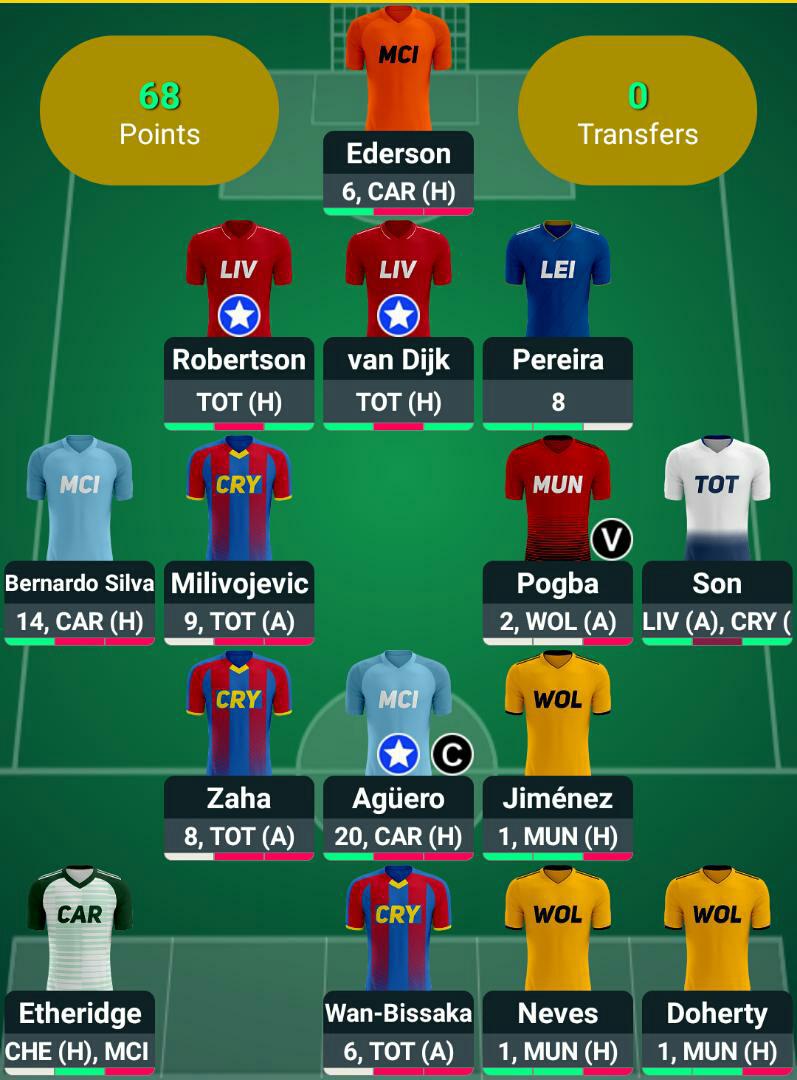 MCI
68
Points
0
Transfers
Ederson
6, CAR (H)
LIV
LIV
LEI
Robertson
van Dijk
Pereira
TOT (H)
TOT (H)
8
MCI
CRY
MUN
TOT
V
Bernardo Silva
Milivojevic
Pogba
Son
14, CAR (H)
9, TOT (A)
2, WOL (A)
LIV (A), CRY (
CRY
MCI
WOL
C
Zaha
Agüero
Jiménez
8, TOT (A)
20, CAR (H)
1, MUN (H)
CAR
CRY
WOL
WOL
Etheridge
Wan-Bissaka
Neves
Doherty
CHE (H), MCI
6, TOT (A)
1, MUN (H)
1, MUN (H)